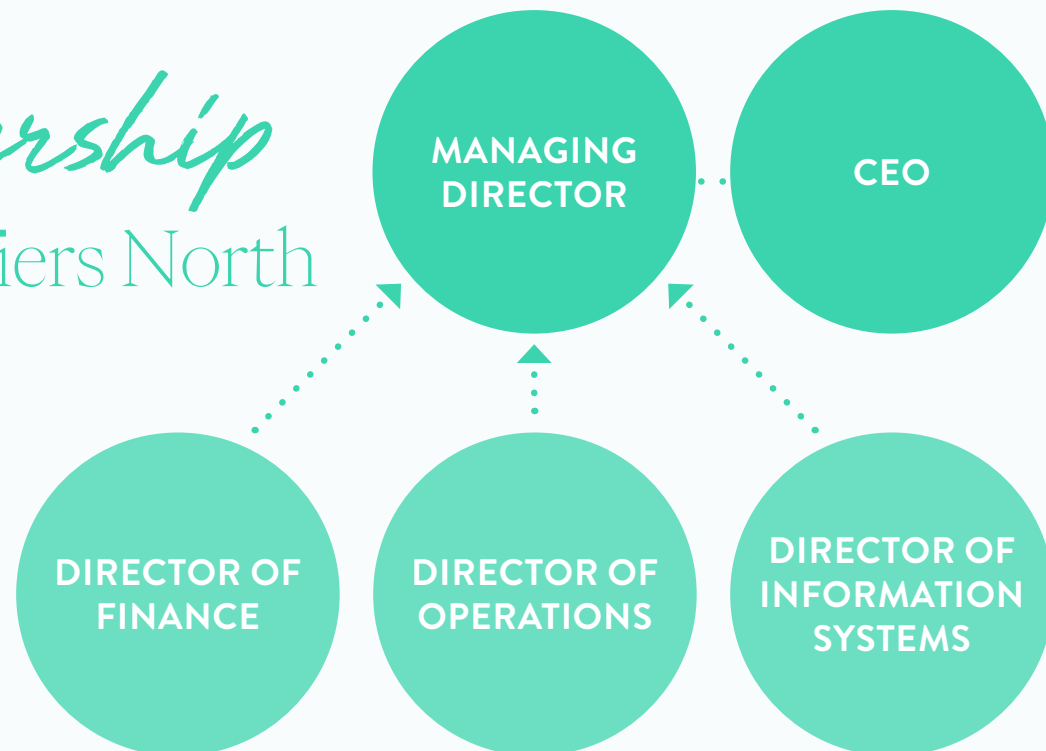 rship
iers North
MANAGING
DIRECTOR
CEO
DIRECTOR OF
FINANCE
DIRECTOR OF
OPERATIONS
DIRECTOR OF
INFORMATION
SYSTEMS